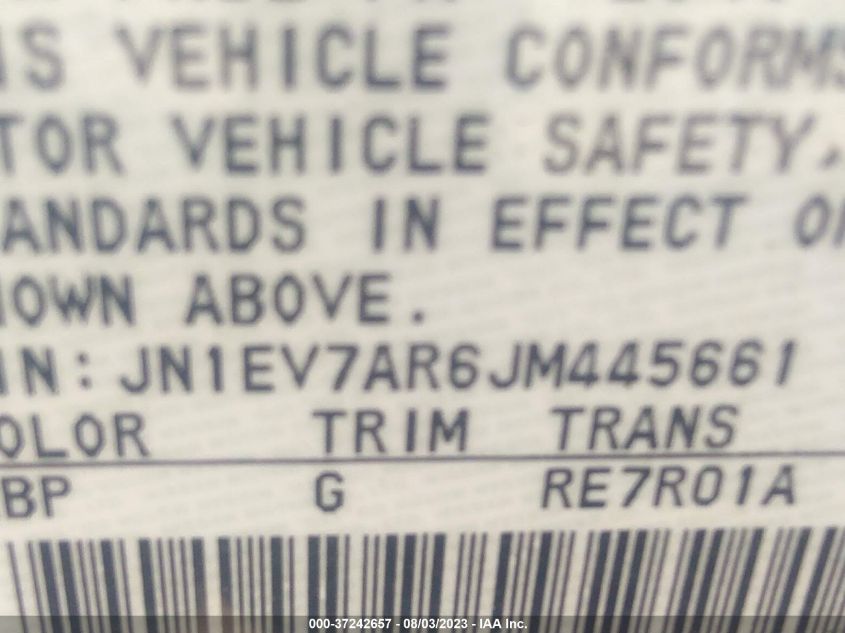 IS VEHICLE CONFORMS
TOR VEHICLE SAFETY,
ANDARDS IN EFFECT O
OWN ABOVE.
IN: JN1EV7AR6JM445661
OLOR TRIM TRANS
BP G RE7R01A
000-37242657 - 08/03/2023 - IAA Inc.